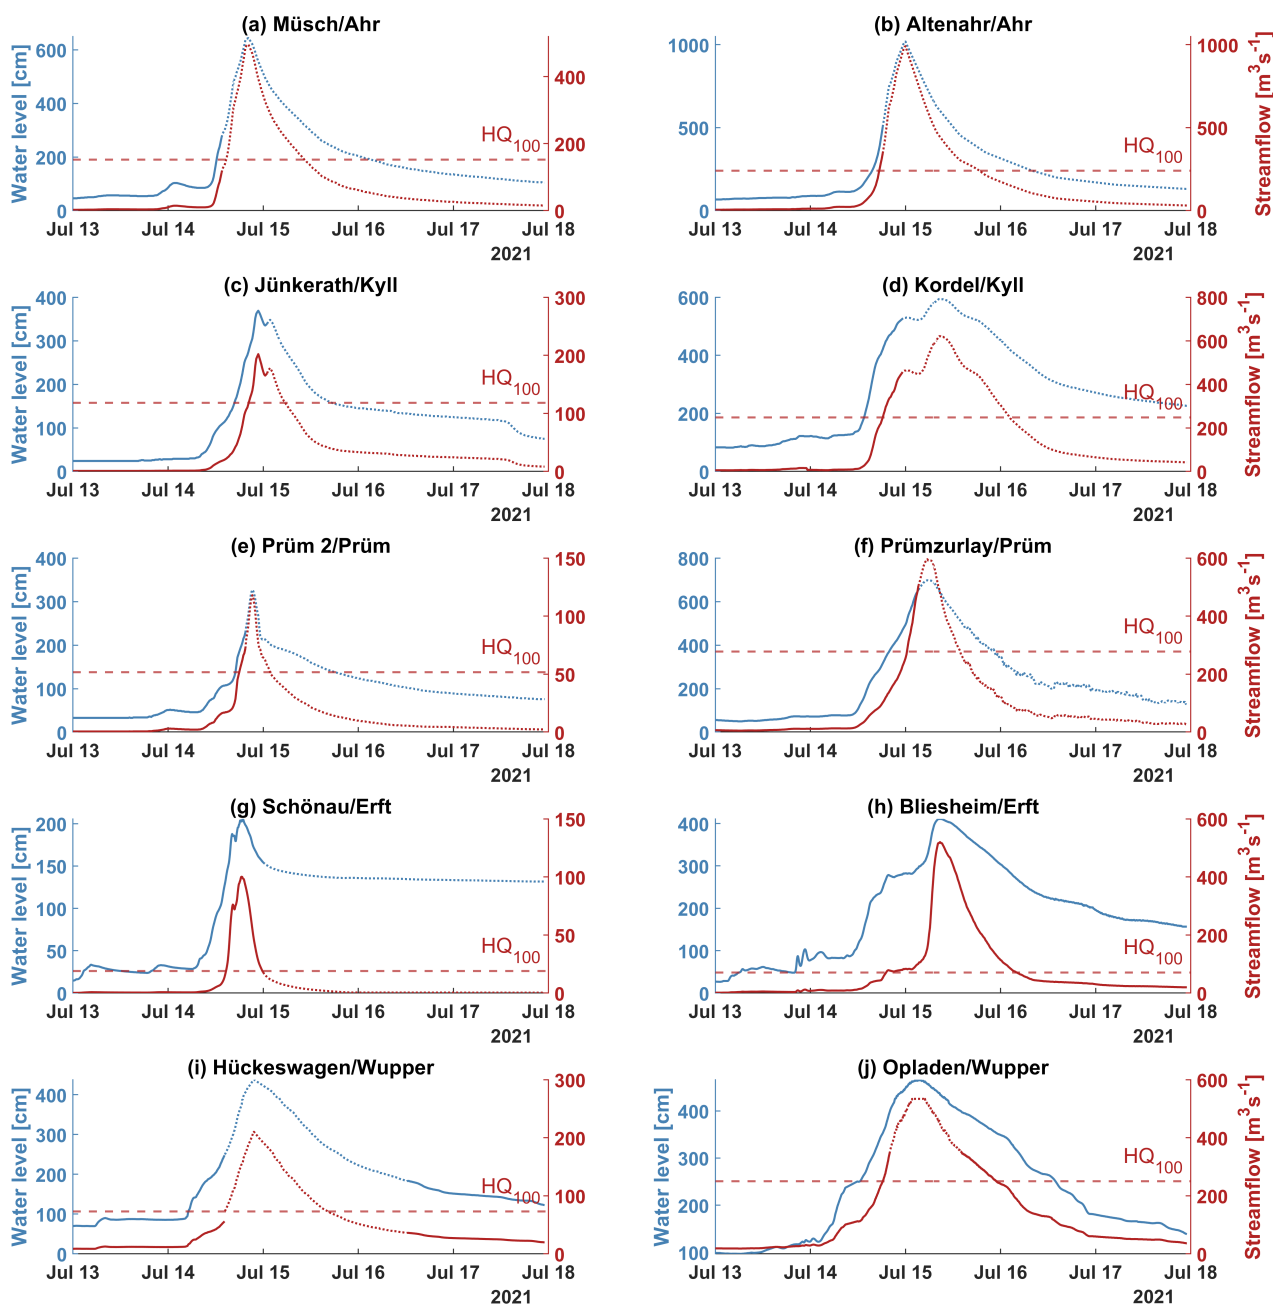 (a) Müsch/Ahr
Water level [cm]
600
400
200
0
400
200
0
HQ100
Jul 13 Jul 14 Jul 15 Jul 16 Jul 17 Jul 18
2021
(b) Altenahr/Ahr
1000
500
0
1000
500
0
Streamflow [m3s-1]
HQ100
Jul 13 Jul 14 Jul 15 Jul 16 Jul 17 Jul 18
2021
(c) Jünkerath/Kyll
Water level [cm]
400
300
200
100
0
300
200
100
0
HQ100
Jul 13 Jul 14 Jul 15 Jul 16 Jul 17 Jul 18
2021
(d) Kordel/Kyll
600
400
200
0
800
600
400
200
0
Streamflow [m3s-1]
HQ100
Jul 13 Jul 14 Jul 15 Jul 16 Jul 17 Jul 18
2021
(e) Prüm 2/Prüm
Water level [cm]
400
300
200
100
0
150
100
50
0
HQ100
Jul 13 Jul 14 Jul 15 Jul 16 Jul 17 Jul 18
2021
(f) Prümzurlay/Prüm
800
600
400
200
0
600
400
200
0
Streamflow [m3s-1]
HQ100
Jul 13 Jul 14 Jul 15 Jul 16 Jul 17 Jul 18
2021
(g) Schönau/Erft
Water level [cm]
200
150
100
50
0
150
100
50
0
HQ100
Jul 13 Jul 14 Jul 15 Jul 16 Jul 17 Jul 18
2021
(h) Bliesheim/Erft
400
300
200
100
0
600
400
200
0
Streamflow [m3s-1]
HQ100
Jul 13 Jul 14 Jul 15 Jul 16 Jul 17 Jul 18
2021
(i) Hückeswagen/Wupper
Water level [cm]
400
300
200
100
0
300
200
100
0
HQ100
Jul 13 Jul 14 Jul 15 Jul 16 Jul 17 Jul 18
2021
(j) Opladen/Wupper
Water level [cm]
400
300
200
100
600
400
200
0
Streamflow [m3s-1]
HQ100
Jul 13 Jul 14 Jul 15 Jul 16 Jul 17 Jul 18
2021